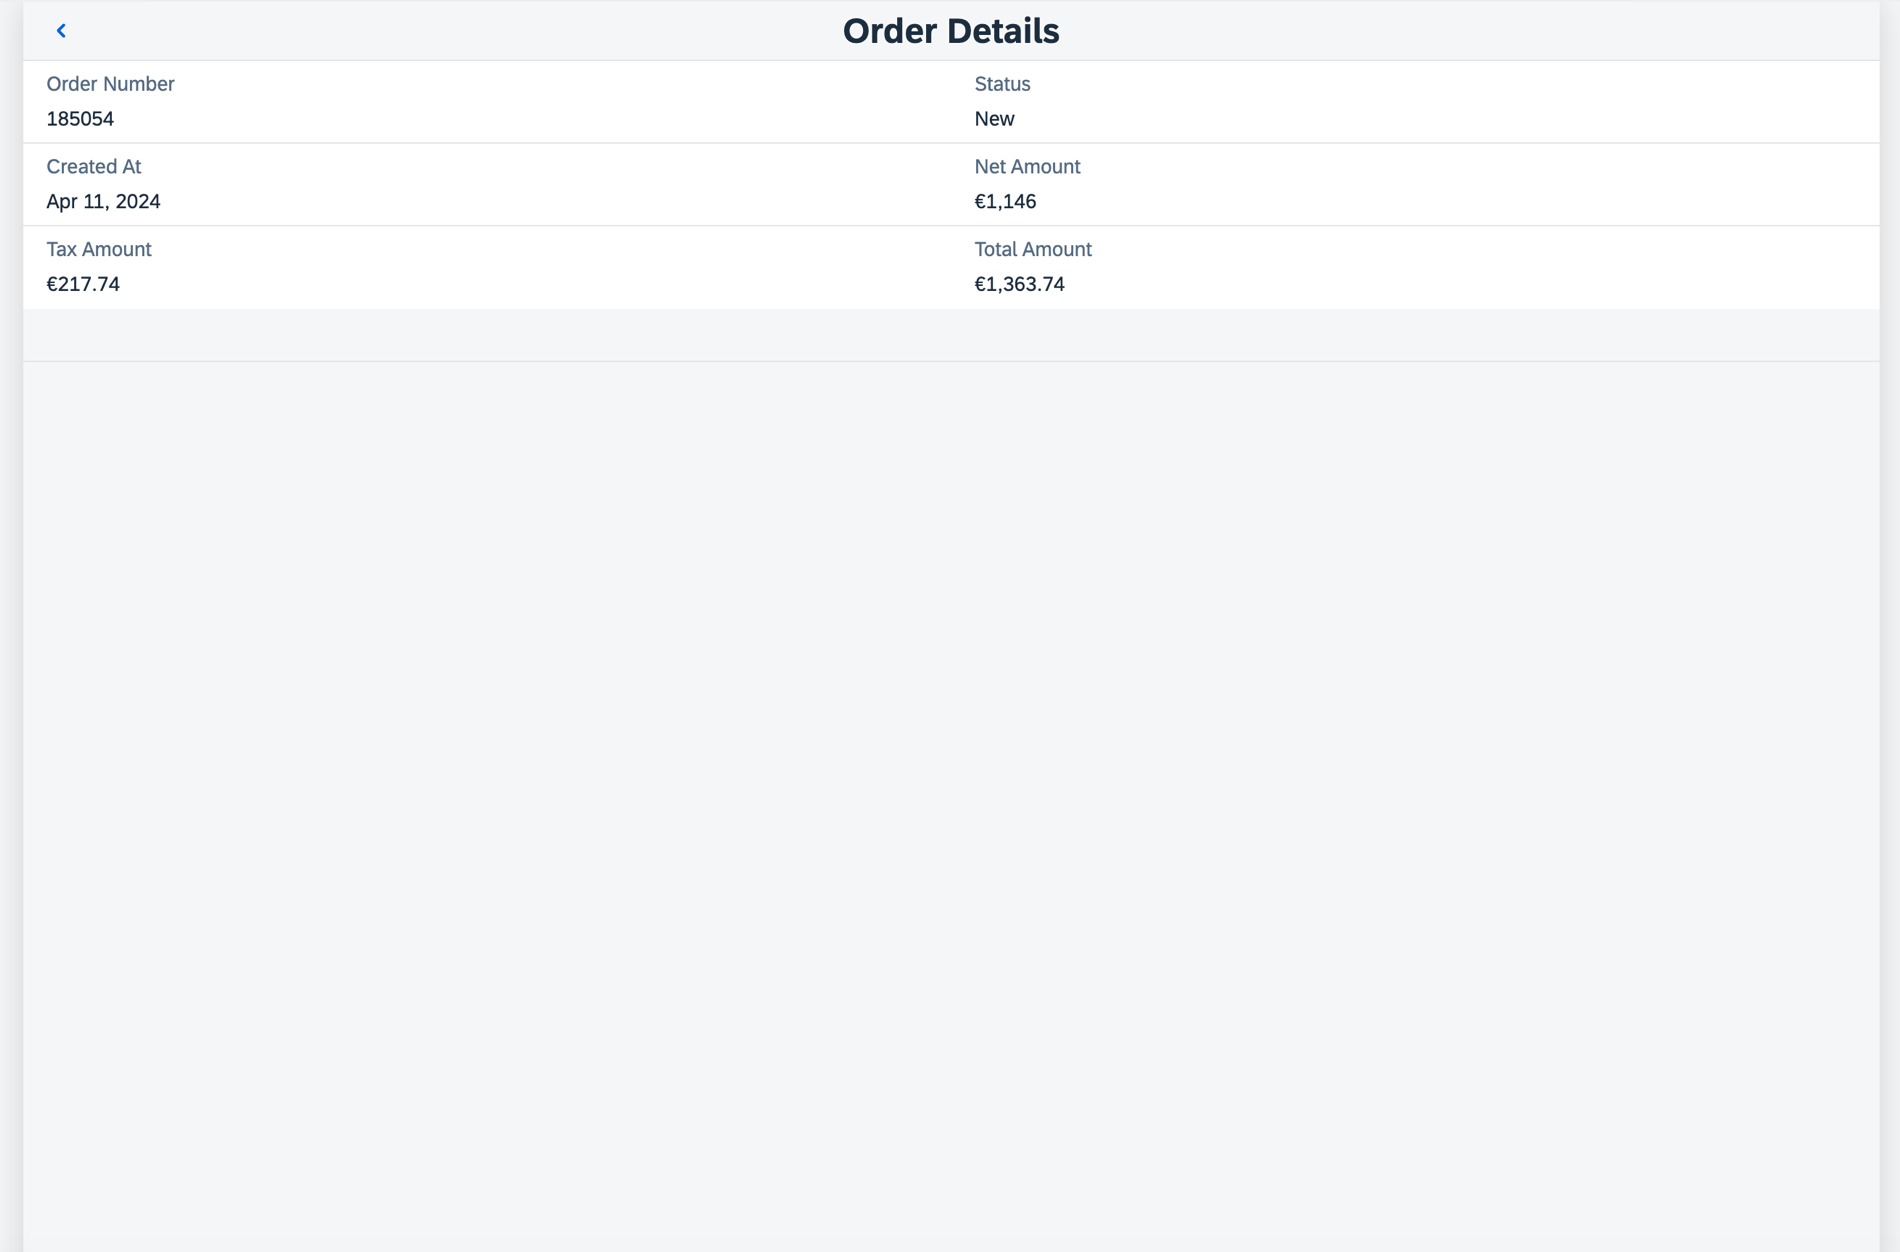 Order Details
Order Number
185054
Status
New
Created At
Apr 11, 2024
Net Amount
€1,146
Tax Amount
€217.74
Total Amount
€1,363.74